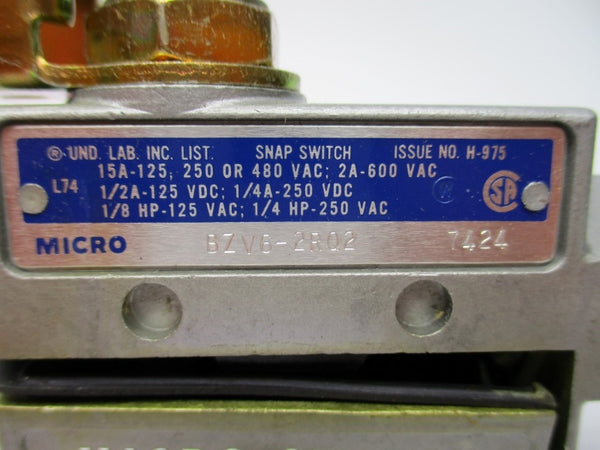 ® UND. LAB. INC. LIST. SNAP SWITCH ISSUE NO. H-975
L74 15A-125, 250 OR 480 VAC; 2A-600 VAC
1/2A-125 VDC; 1/4A-250 VDC
1/8 HP-125 VAC; 1/4 HP-250 VAC
MICRO BZV6-2RQ2 7424